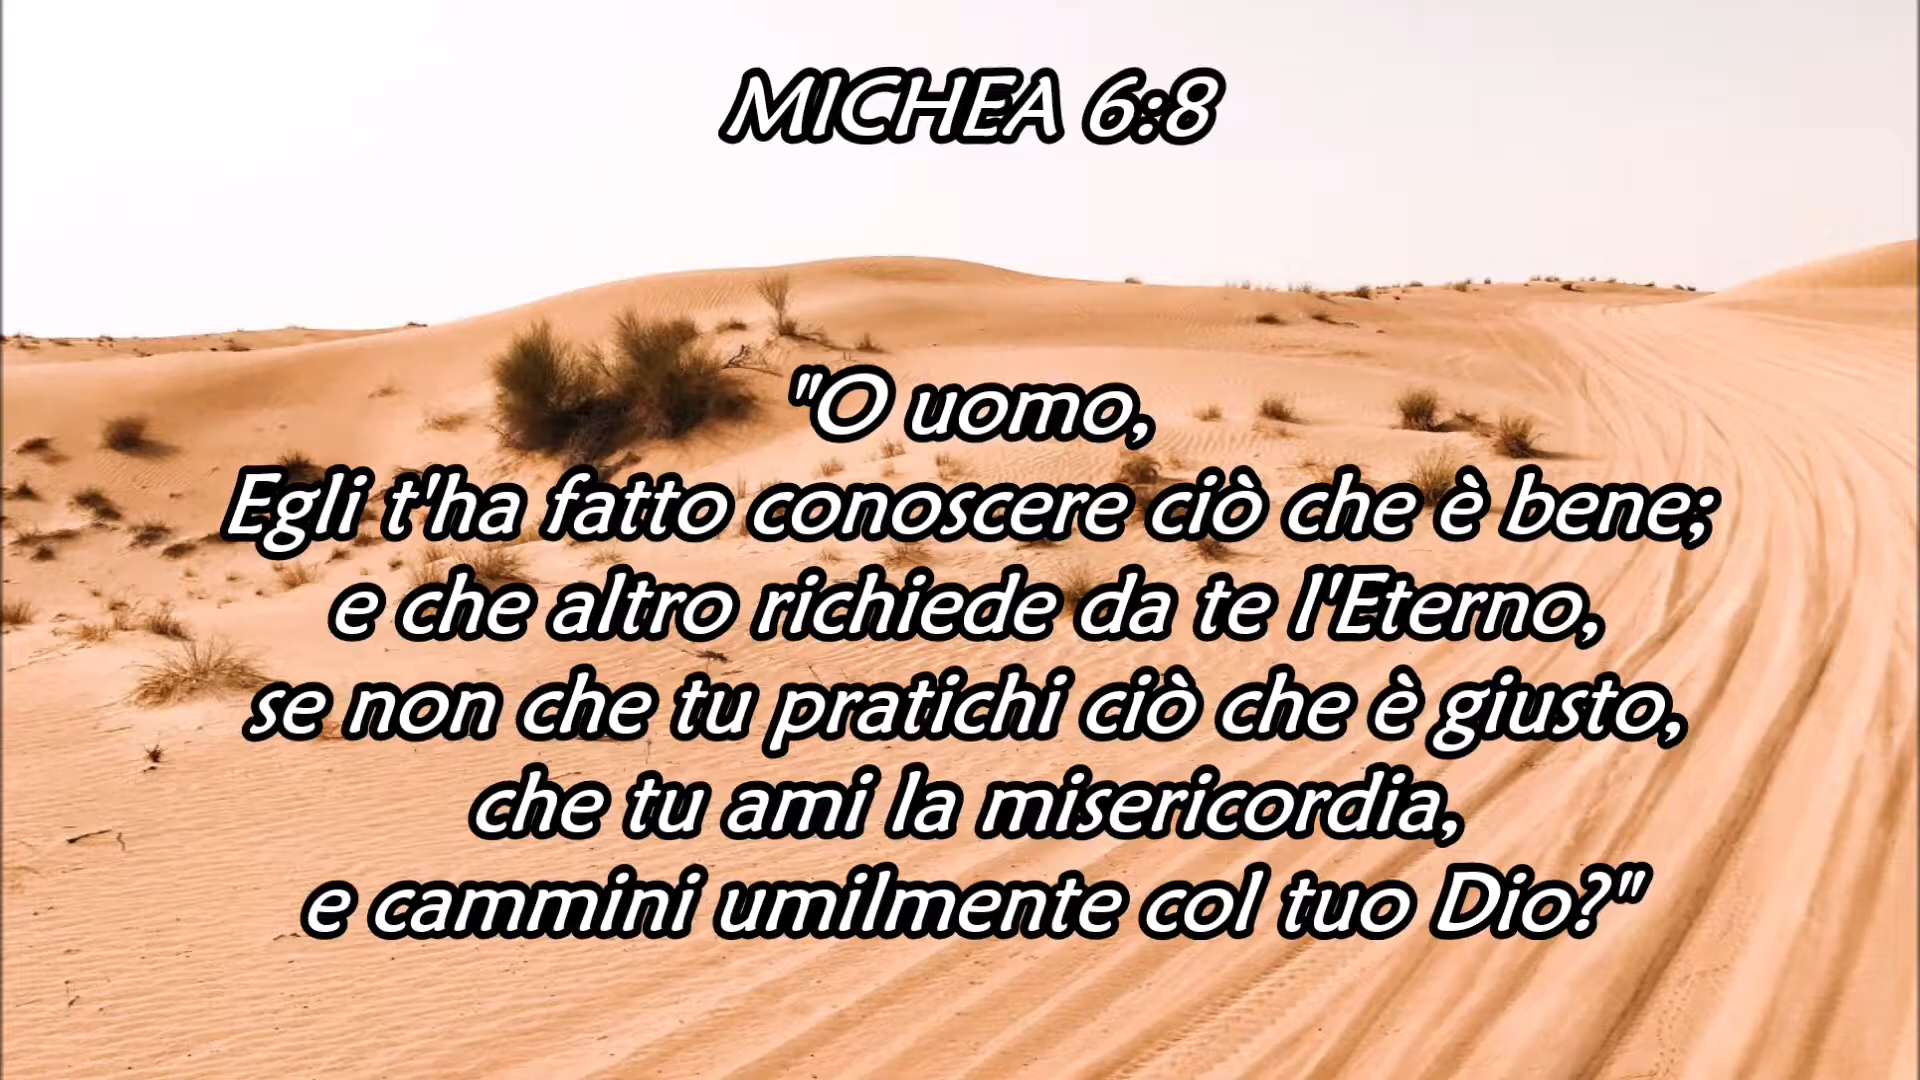 MICHEA 6:8
"O uomo,
Egli t'ha fatto conoscere ciò che è bene;
e che altro richiede da te l'Eterno,
se non che tu pratichi ciò che è giusto,
che tu ami la misericordia,
e cammini umilmente col tuo Dio?"